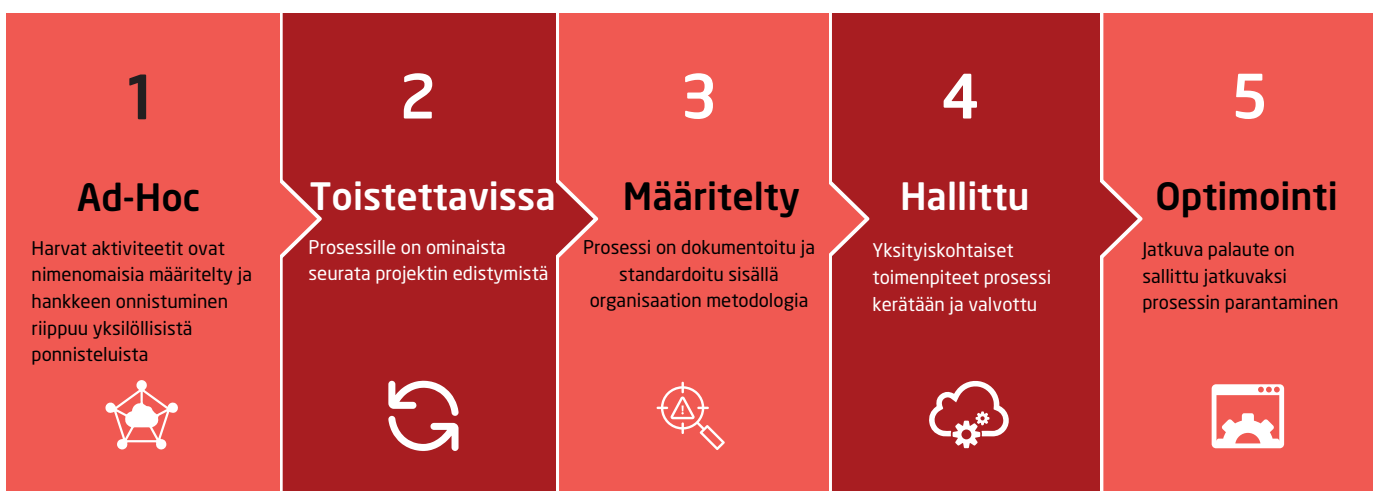 1
Ad-Hoc
Harvat aktiviteetit ovat
nimenomaisia määritelty ja
hankkeen onnistuminen
riippuu yksilöllisistä
ponnisteluista
2
Toistettavissa
Prosessille on ominaista
seurata projektin edistymistä
3
Määritelty
Prosessi on dokumentoitu ja
standardoitu sisällä
organisaation metodologia
4
Hallittu
Yksityiskohtaiset
toimenpiteet prosessi
kerätään ja valvottu
5
Optimointi
Jatkuva palaute on
sallittu jatkuvaksi
prosessin parantaminen